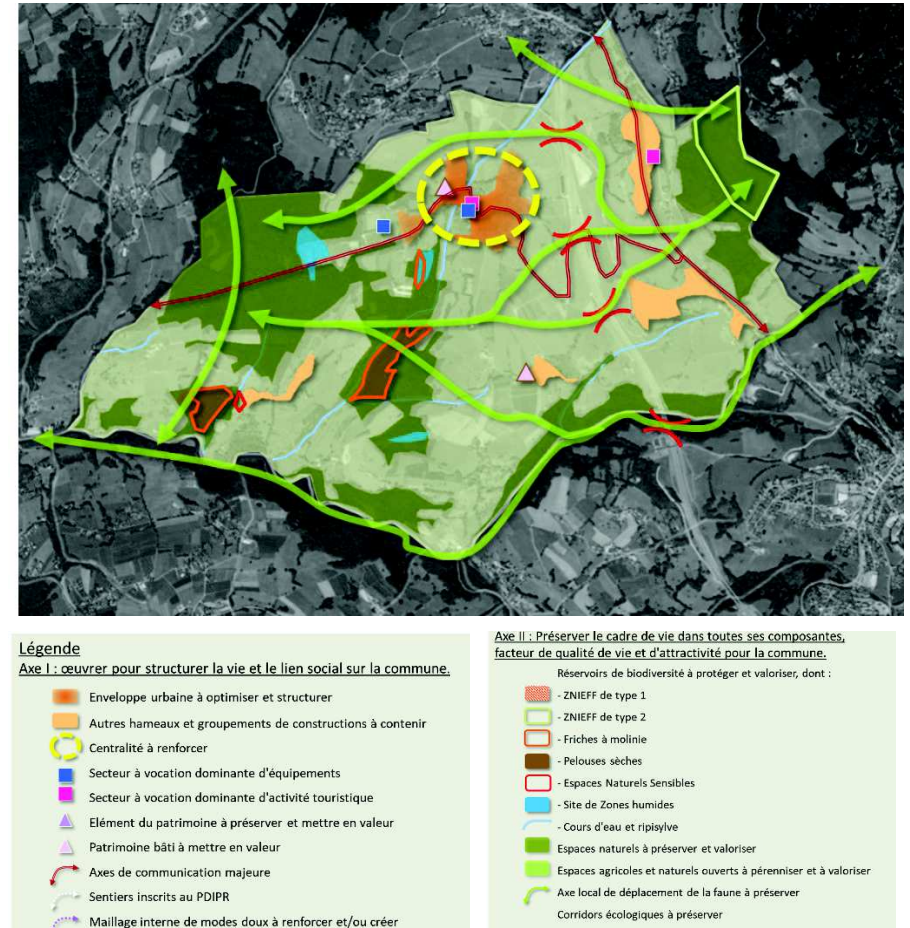 Légende
Axe I : œuvrer pour structurer la vie et le lien social sur la commune.
Enveloppe urbaine à optimiser et structurer
Autres hameaux et groupements de constructions à contenir
Centralité à renforcer
Secteur à vocation dominante d'équipements
Secteur à vocation dominante d'activité touristique
Elément du patrimoine à préserver et mettre en valeur
Patrimoine bâti à mettre en valeur
Axes de communication majeure
Sentiers inscrits au PDIPR
Maillage interne de modes doux à renforcer et/ou créer
Axe II : Préserver le cadre de vie dans toutes ses composantes,
facteur de qualité de vie et d'attractivité pour la commune.
Réservoirs de biodiversité à protéger et valoriser, dont :
- ZNIEFF de type 1
- ZNIEFF de type 2
- Friches à molinie
- Pelouses sèches
- Espaces Naturels Sensibles
- Site de Zones humides
- Cours d'eau et ripisylve
Espaces naturels à préserver et valoriser
Espaces agricoles et naturels ouverts à pérenniser et à valoriser
Axe local de déplacement de la faune à préserver
Corridors écologiques à préserver